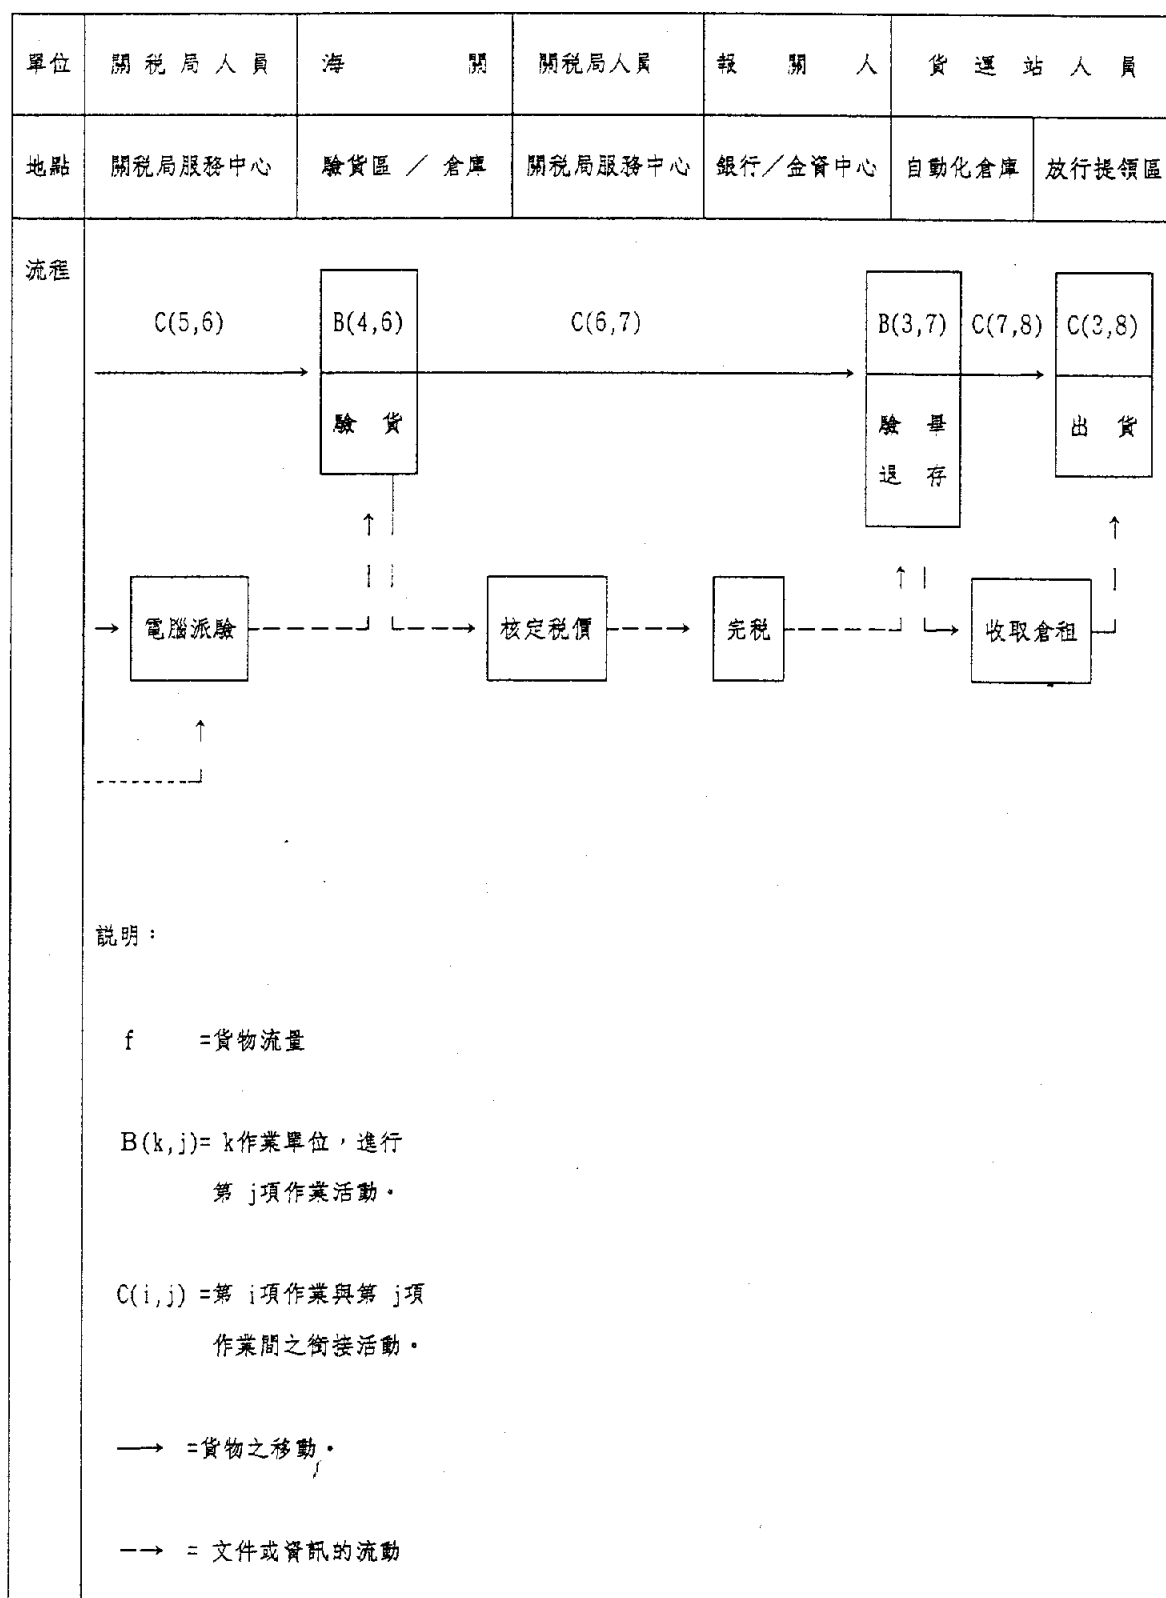 單位 關稅局人員 海關 關稅局人員 報關人 貨運站人員
地點 關稅局服務中心 驗貨區／倉庫 關稅局服務中心 銀行／金資中心 自動化倉庫 放行提領區
流程
C(5,6) B(4,6) C(6,7) B(3,7) C(7,8) C(3,8)
驗貨 驗畢 出貨
退存
電腦派驗 核定稅價 完稅 收取倉租
說明：
f =貨物流量
B(k,j)= k作業單位，進行
第 j項作業活動。
C(i,j) =第 i項作業與第 j項
作業間之銜接活動。
—→ =貨物之移動。
--→ = 文件或資訊的流動